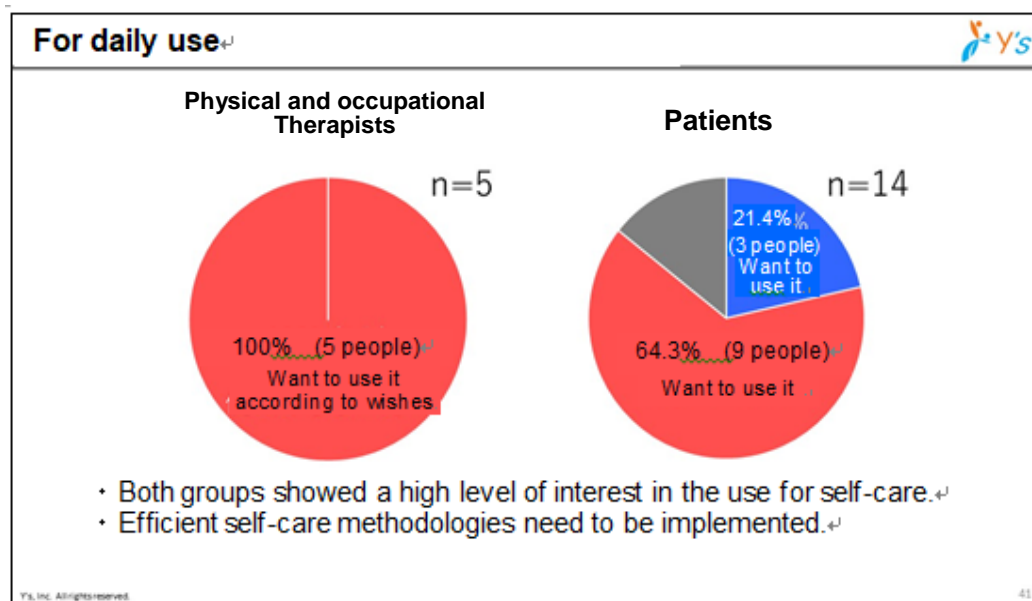 For daily use↵
Y's
Physical and occupational
Therapists
n=5
100% (5 people)↵
Want to use it
according to wishes
Patients
n=14
21.4%%
(3 people)
Want to
use it
64.3% (9 people)↵
Want to use it
・Both groups showed a high level of interest in the use for self-care.↵
・Efficient self-care methodologies need to be implemented.↵
Y's, Inc. All rights reserved.
41